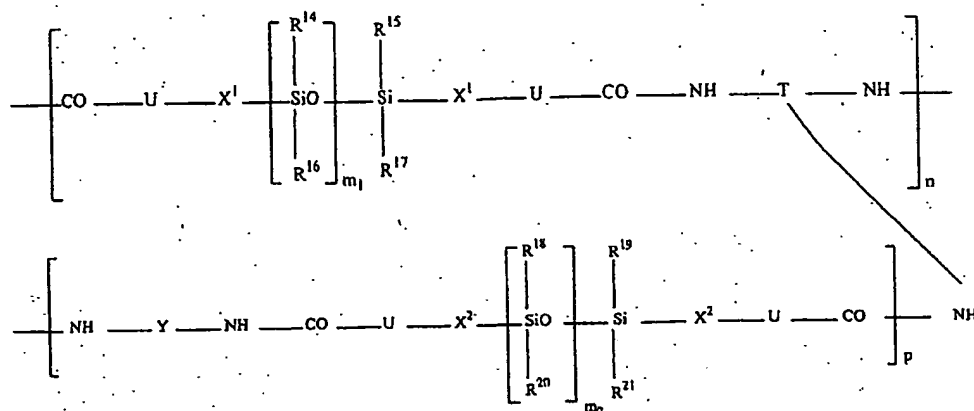 R¹⁴ R¹⁵
CO U X¹ SiO Si X¹ U CO NH T NH
R¹⁶ m₁ R¹⁷ n
R¹⁸ R¹⁹
NH Y NH CO U X² SiO Si X² U CO NH
R²⁰ m₂ R²¹ p